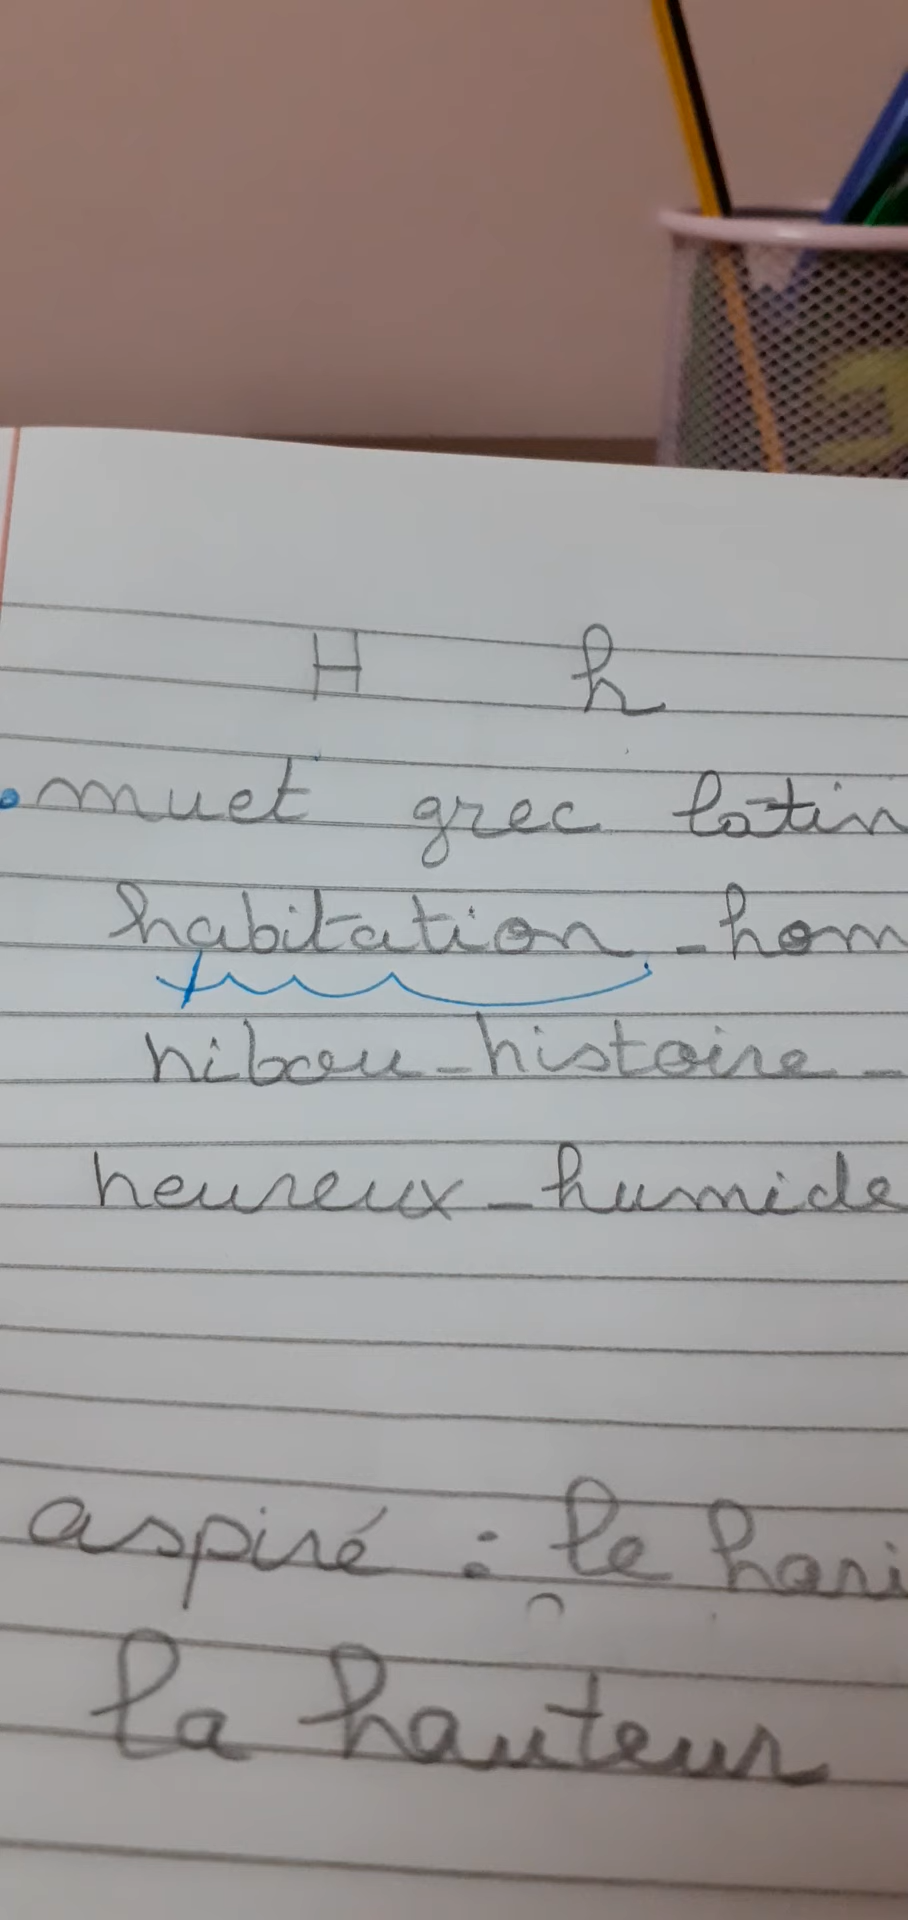 H h
muet grec latin
habitation - hom
hibou - histoire -
heureux - humide
aspiré : le hari
la hauteur